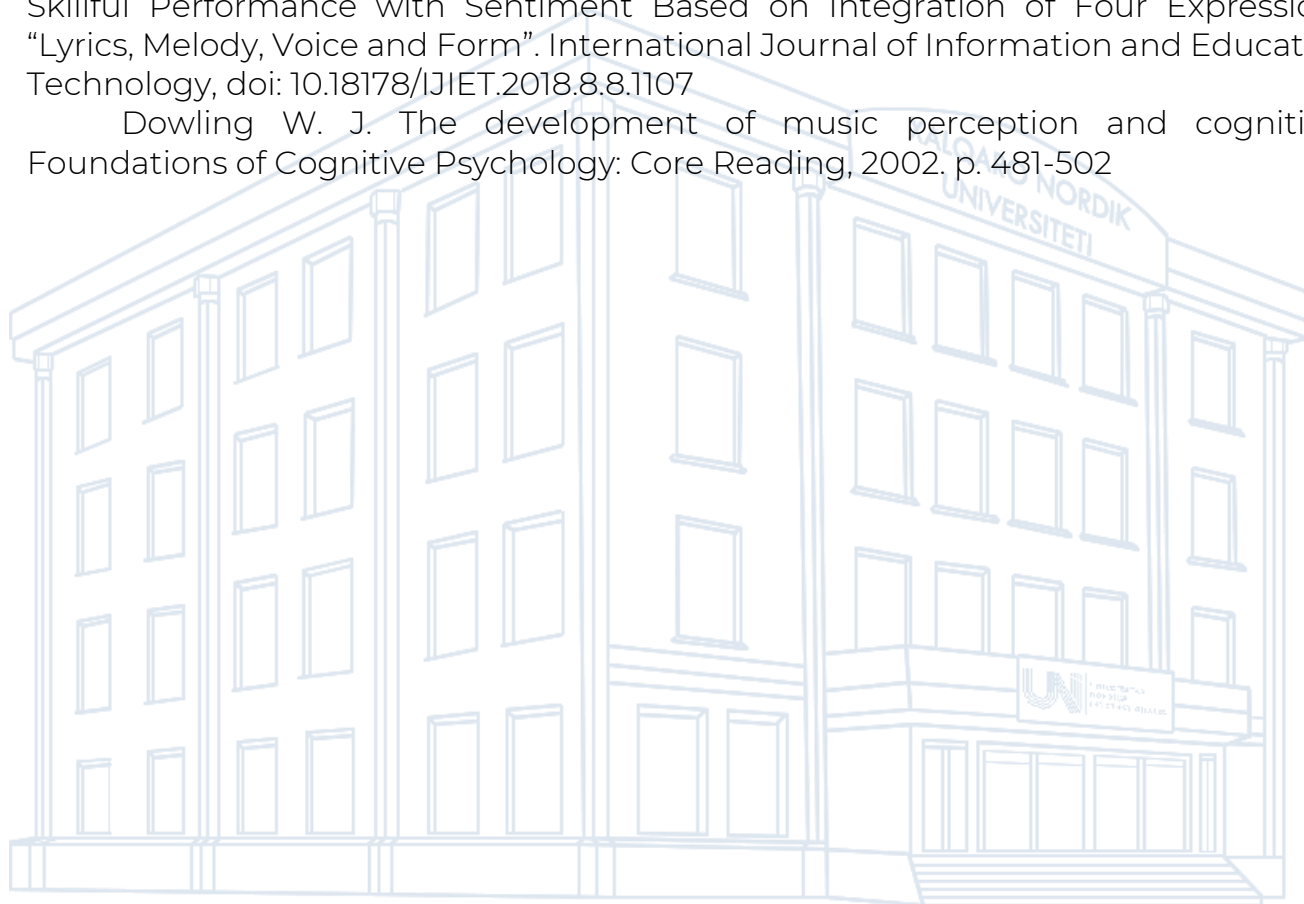 Skillful Performance with Sentiment Based on Integration of Four Expressio
“Lyrics, Melody, Voice and Form”. International Journal of Information and Educat
Technology, doi: 10.18178/IJIET.2018.8.8.1107
Dowling W. J. The development of music perception and cogniti
Foundations of Cognitive Psychology: Core Reading, 2002. p. 481-502
XALQARO NORDIK
UNIVERSITETI
UNI